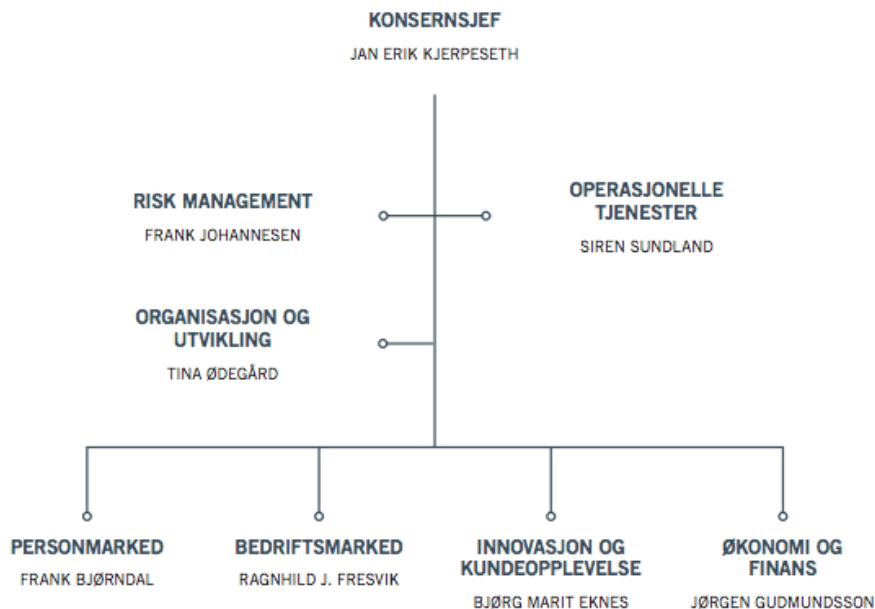 KONSERNSJEF
JAN ERIK KJERPESETH
RISK MANAGEMENT
FRANK JOHANNESEN
OPERASJONELLE
TJENESTER
SIREN SUNDLAND
ORGANISASJON OG
UTVIKLING
TINA ØDEGÅRD
PERSONMARKED
FRANK BJØRNDAL
BEDRIFTSMARKED
RAGNHILD J. FRESVIK
INNOVASJON OG
KUNDEOPPLEVELSE
BJØRG MARIT EKNES
ØKONOMI OG
FINANS
JØRGEN GUDMUNDSSON